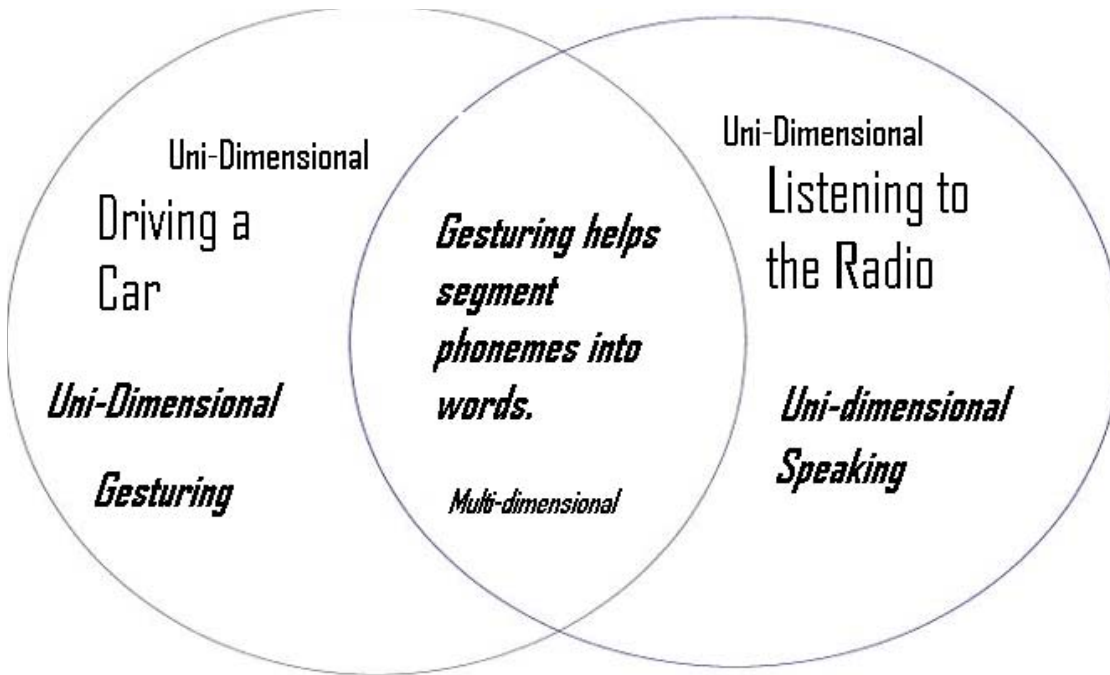 Uni-Dimensional
Driving a
Car
Uni-Dimensional
Gesturing
Gesturing helps
segment
phonemes into
words.
Multi-dimensional
Uni-Dimensional
Listening to
the Radio
Uni-dimensional
Speaking